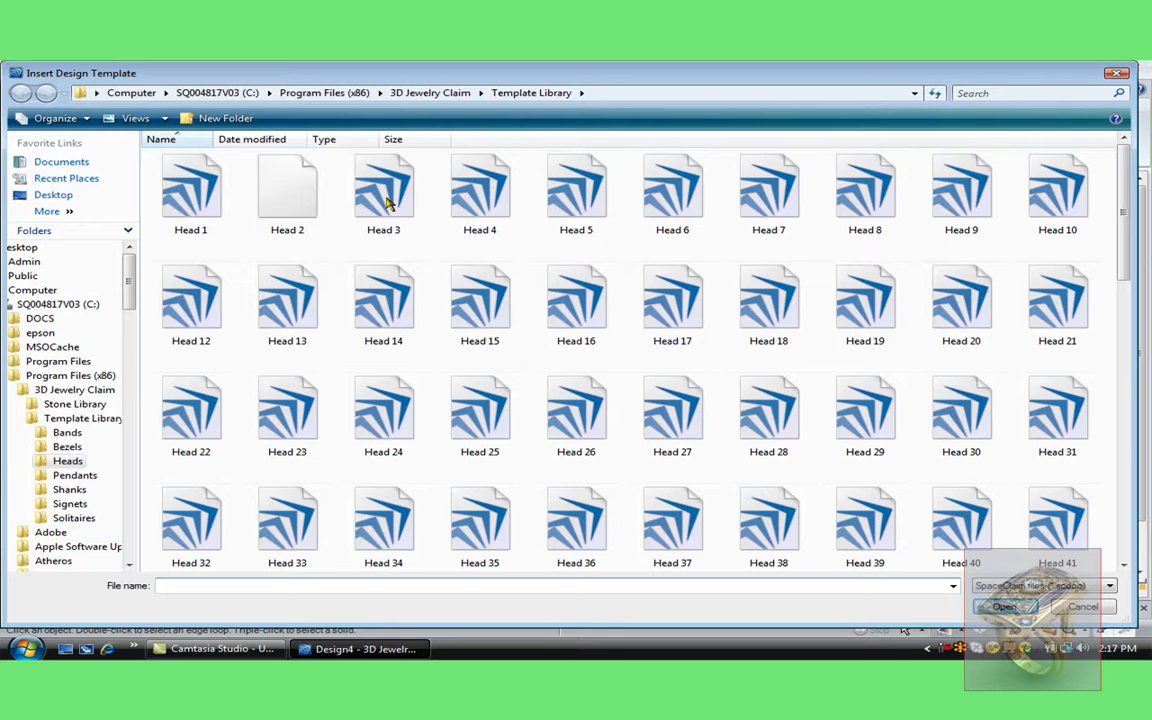 Insert Design Template
Computer SQ004817V03 (C:) Program Files (x86) 3D Jewelry Claim Template Library Search
Organize Views New Folder
Favorite Links
Documents
Recent Places
Desktop
More »
Folders
esktop
Admin
Public
Computer
SQ004817V03 (C:)
DOCS
epson
MSOCache
Program Files
Program Files (x86)
3D Jewelry Claim
Stone Library
Template Library
Bands
Bezels
Heads
Pendants
Shanks
Signets
Solitaires
Adobe
Apple Software Up
Atheros
Name Date modified Type Size
Head 1 Head 2 Head 3 Head 4 Head 5 Head 6 Head 7 Head 8 Head 9 Head 10
Head 12 Head 13 Head 14 Head 15 Head 16 Head 17 Head 18 Head 19 Head 20 Head 21
Head 22 Head 23 Head 24 Head 25 Head 26 Head 27 Head 28 Head 29 Head 30 Head 31
Head 32 Head 33 Head 34 Head 35 Head 36 Head 37 Head 38 Head 39 Head 40 Head 41
File name: SpaceClaim files (*.scdoc)
Open Cancel
Click an object. Double-click to select an edge loop. Triple-click to select a solid. Stop
Camtasia Studio - U... Design4 - 3D Jewelr... 2:17 PM